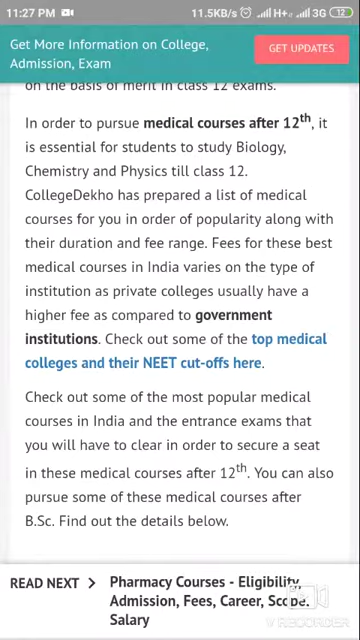 11:27 PM 11.5KB/s H+ 3G 12
Get More Information on College,
Admission, Exam
GET UPDATES
on the basis of merit in class 12 exams.
In order to pursue medical courses after 12th, it
is essential for students to study Biology,
Chemistry and Physics till class 12.
CollegeDekho has prepared a list of medical
courses for you in order of popularity along with
their duration and fee range. Fees for these best
medical courses in India varies on the type of
institution as private colleges usually have a
higher fee as compared to government
institutions. Check out some of the top medical
colleges and their NEET cut-offs here.
Check out some of the most popular medical
courses in India and the entrance exams that
you will have to clear in order to secure a seat
in these medical courses after 12th. You can also
pursue some of these medical courses after
B.Sc. Find out the details below.
READ NEXT > Pharmacy Courses - Eligibility,
Admission, Fees, Career, Scope,
Salary
V RECORDER